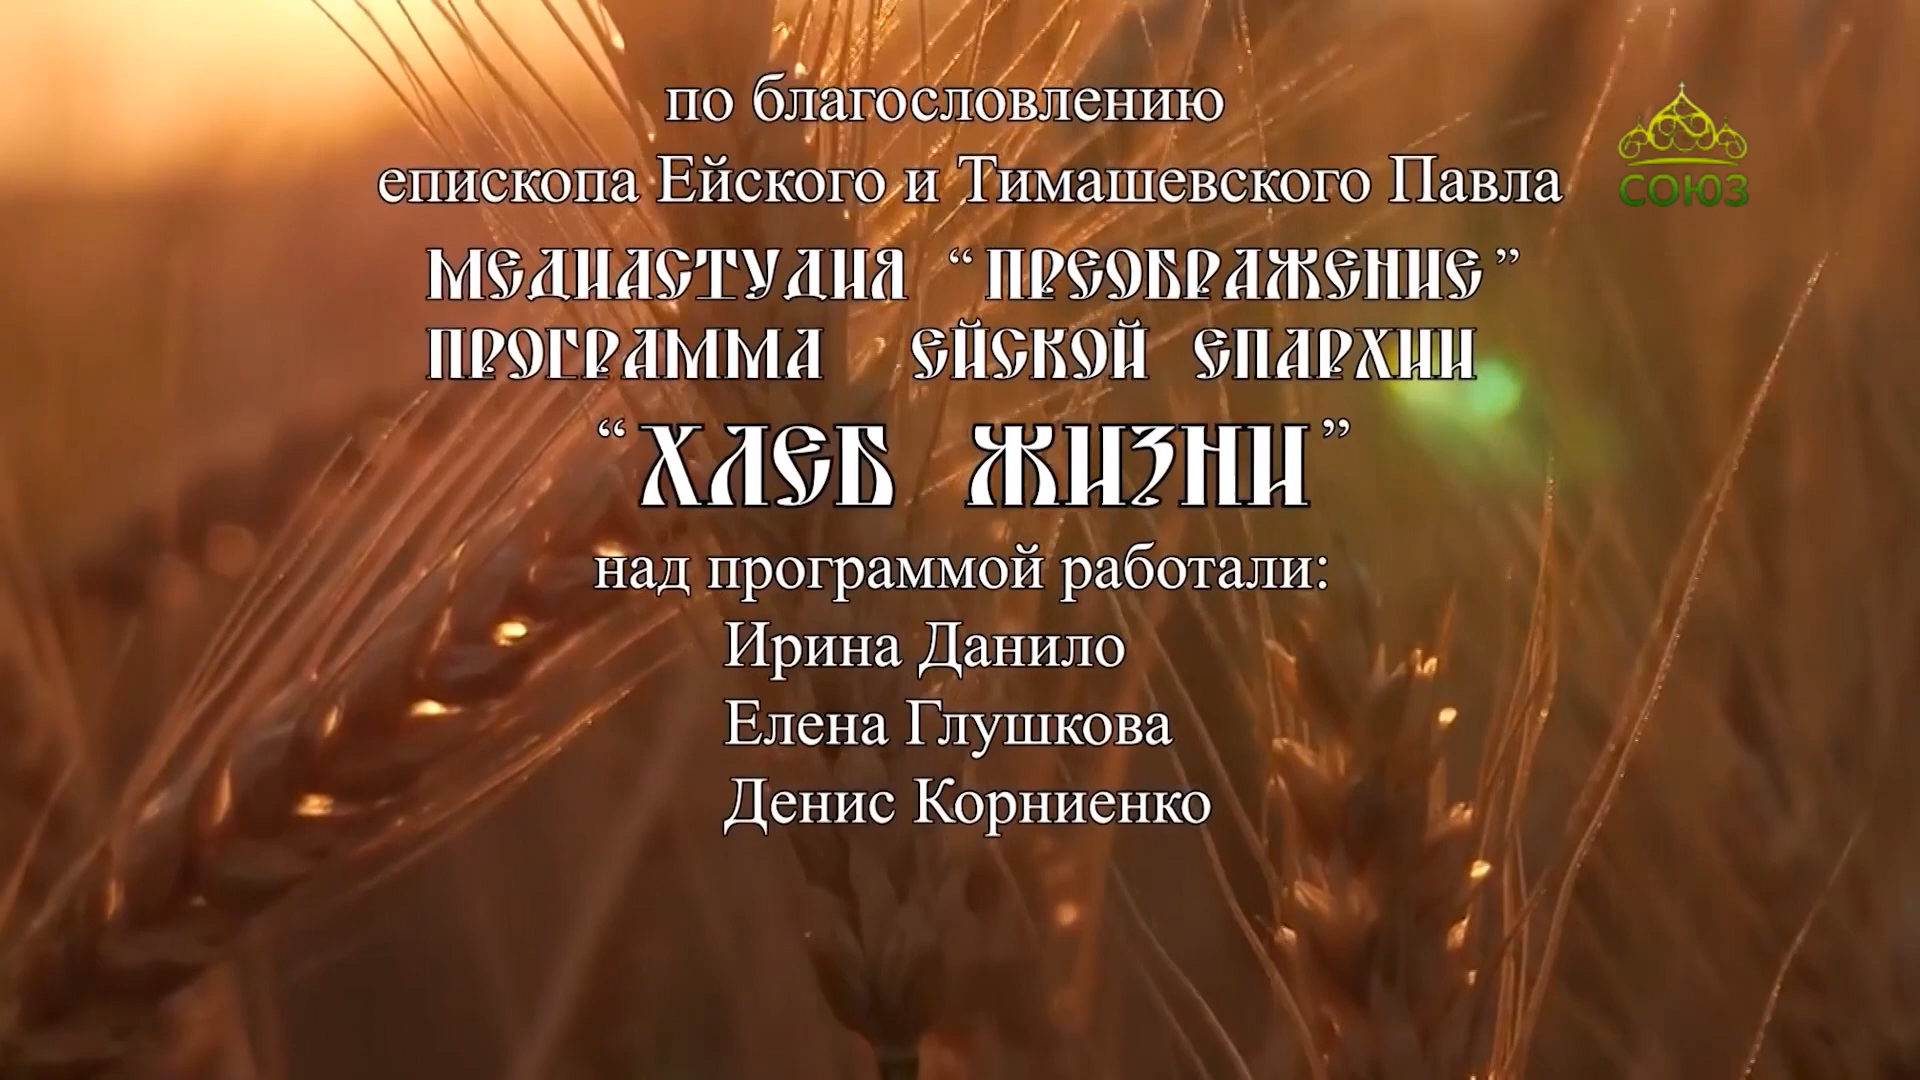 по благословлению
епископа Ейского и Тимашевского Павла
СОЮЗ
МЕДИАСТУДИЯ “ПРЕОБРАЖЕНИЕ”
ПРОГРАММА ЕЙСКОЙ ЕПАРХИИ
“ХЛЕБ ЖИЗНИ”
над программой работали:
Ирина Данило
Елена Глушкова
Денис Корниенко